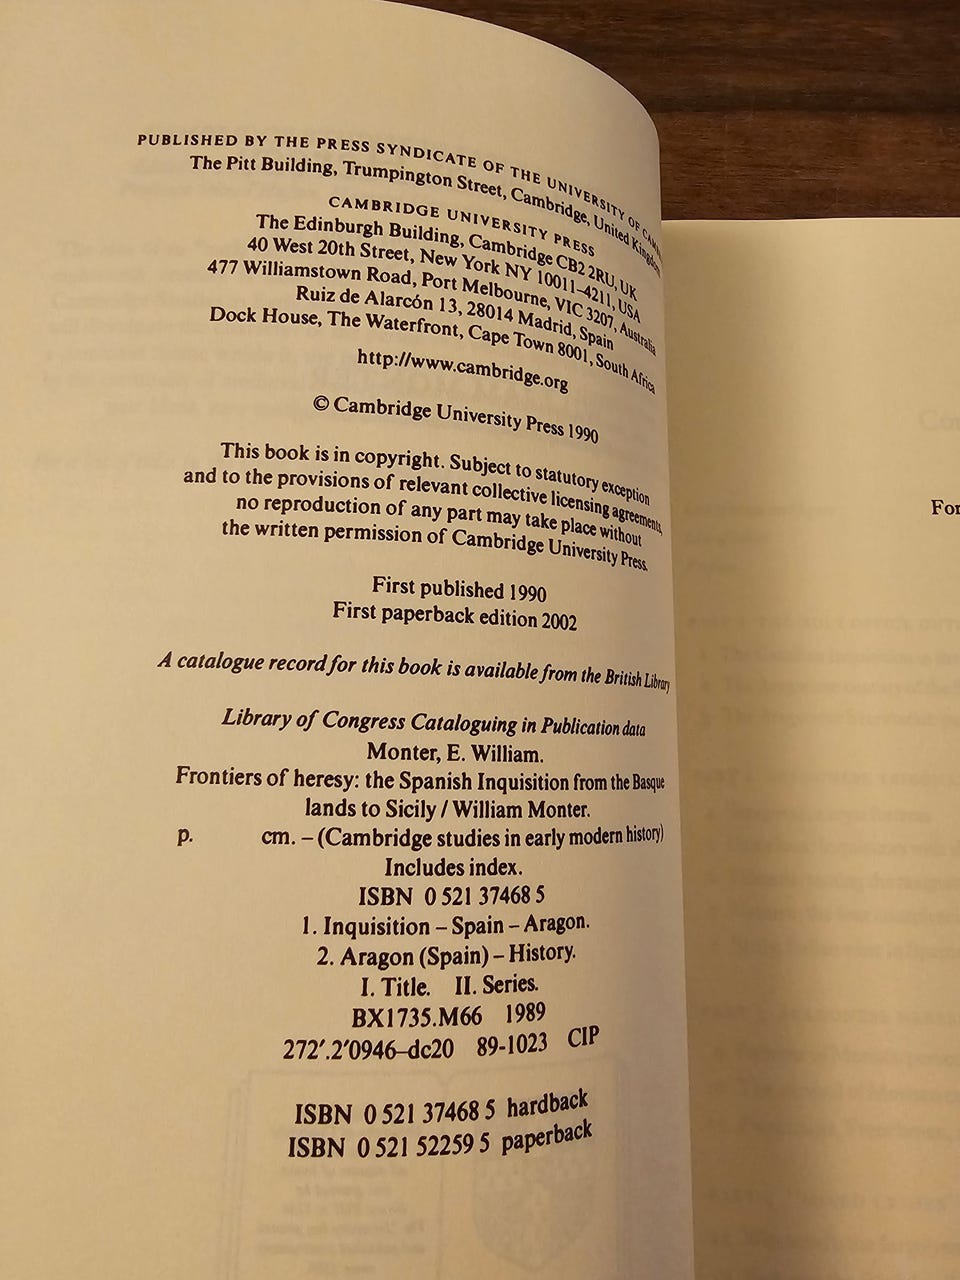 PUBLISHED BY THE PRESS SYNDICATE OF THE UNIVERSITY OF
The Pitt Building, Trumpington Street, Cambridge, United Kingdom
CAMBRIDGE UNIVERSITY PRESS
The Edinburgh Building, Cambridge CB2 2RU, UK
40 West 20th Street, New York NY 10011–4211, USA
477 Williamstown Road, Port Melbourne, VIC 3207, Australia
Ruiz de Alarcón 13, 28014 Madrid, Spain
Dock House, The Waterfront, Cape Town 8001, South Africa
http://www.cambridge.org
© Cambridge University Press 1990
This book is in copyright. Subject to statutory exception
and to the provisions of relevant collective licensing agreements,
no reproduction of any part may take place without
the written permission of Cambridge University Press.
First published 1990
First paperback edition 2002
A catalogue record for this book is available from the British Library
Library of Congress Cataloguing in Publication data
Monter, E. William.
Frontiers of heresy: the Spanish Inquisition from the Basque
lands to Sicily / William Monter.
p. cm. – (Cambridge studies in early modern history)
Includes index.
ISBN 0 521 37468 5
1. Inquisition – Spain – Aragon.
2. Aragon (Spain) – History.
I. Title. II. Series.
BX1735.M66 1989
272′.2′0946–dc20 89-1023 CIP
ISBN 0 521 37468 5 hardback
ISBN 0 521 52259 5 paperback